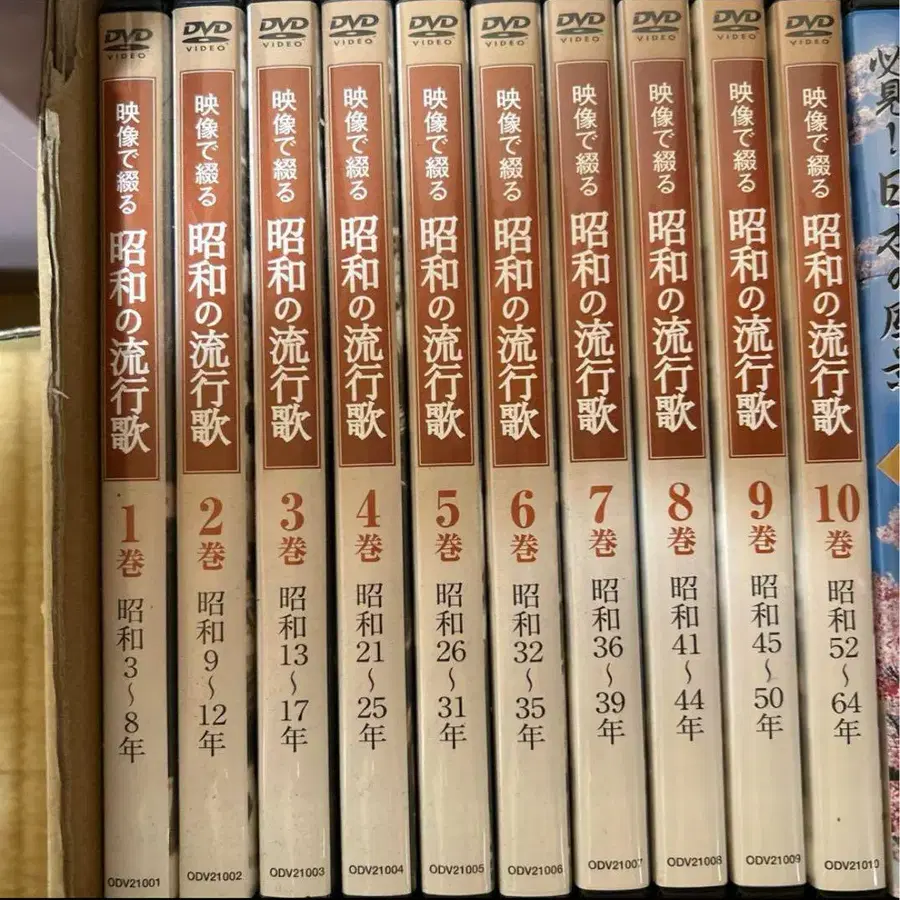 DVD
VIDEO
映像で綴る
昭和の流行歌
1巻
昭和3～8年
ODV21001
DVD
VIDEO
映像で綴る
昭和の流行歌
2巻
昭和9～12年
ODV21002
DVD
VIDEO
映像で綴る
昭和の流行歌
3巻
昭和13～17年
ODV21003
DVD
VIDEO
映像で綴る
昭和の流行歌
4巻
昭和21～25年
ODV21004
DVD
VIDEO
映像で綴る
昭和の流行歌
5巻
昭和26～31年
ODV21005
DVD
VIDEO
映像で綴る
昭和の流行歌
6巻
昭和32～35年
ODV21006
DVD
VIDEO
映像で綴る
昭和の流行歌
7巻
昭和36～39年
ODV21007
DVD
VIDEO
映像で綴る
昭和の流行歌
8巻
昭和41～44年
ODV21008
DVD
VIDEO
映像で綴る
昭和の流行歌
9巻
昭和45～50年
ODV21009
DVD
VIDEO
映像で綴る
昭和の流行歌
10巻
昭和52～64年
ODV21010
必見！日本の風景